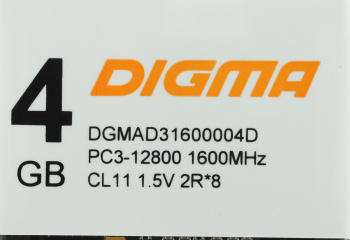 DIGMA
4
GB
DGMAD31600004D
PC3-12800 1600MHz
CL11 1.5V 2R*8